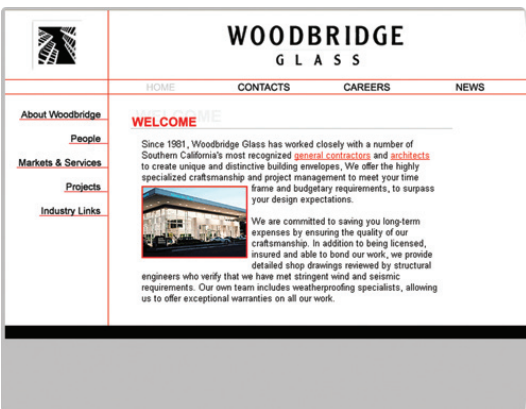 WOODBRIDGE
GLASS
HOME CONTACTS CAREERS NEWS
About Woodbridge
People
Markets & Services
Projects
Industry Links
WELCOME
WELCOME
Since 1981, Woodbridge Glass has worked closely with a number of
Southern California's most recognized general contractors and architects
to create unique and distinctive building envelopes, We offer the highly
specialized craftsmanship and project management to meet your time
frame and budgetary requirements, to surpass
your design expectations.
We are committed to saving you long-term
expenses by ensuring the quality of our
craftsmanship. In addition to being licensed,
insured and able to bond our work, we provide
detailed shop drawings reviewed by structural
engineers who verify that we have met stringent wind and seismic
requirements. Our own team includes weatherproofing specialists, allowing
us to offer exceptional warranties on all our work.